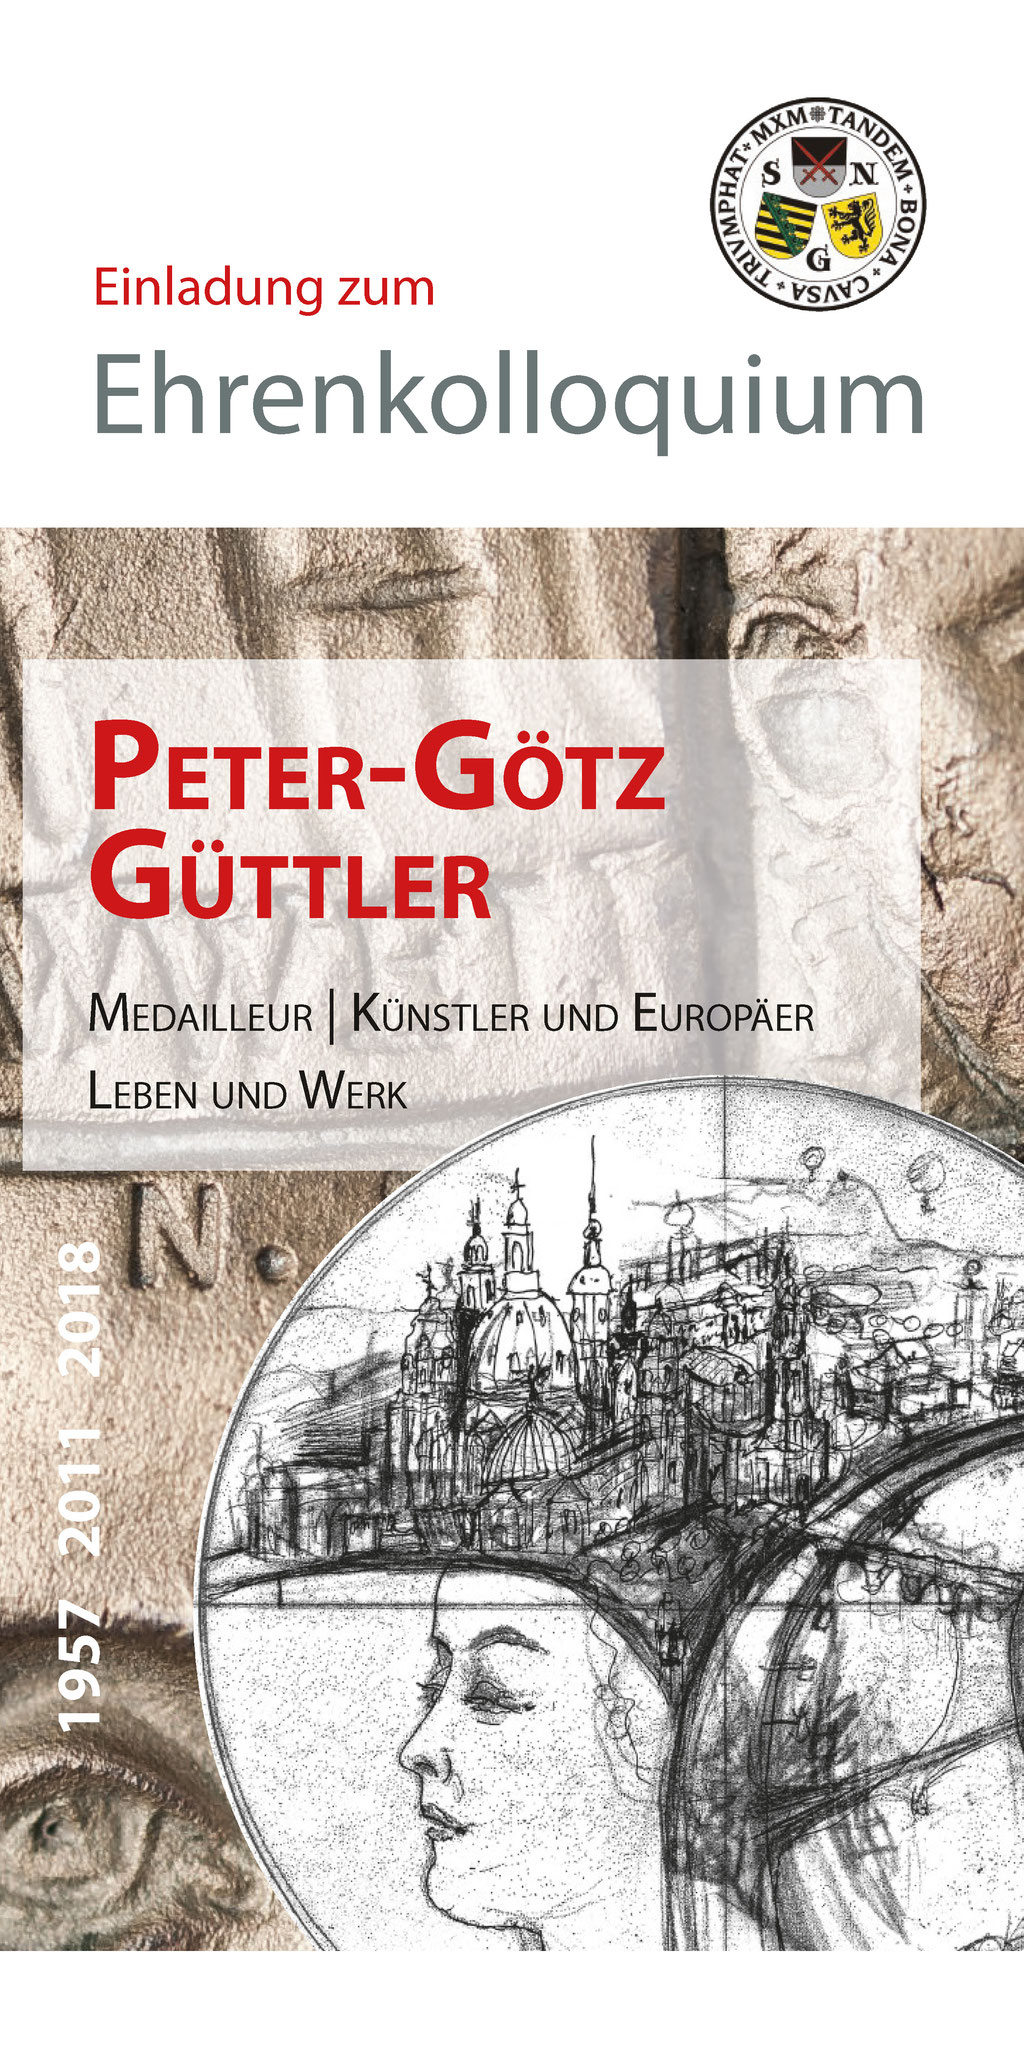 TRIVMPHAT MXM TANDEM BONA CAVSA
S N
G
Einladung zum
Ehrenkolloquium
PETER-GÖTZ
GÜTTLER
MEDAILLEUR | KÜNSTLER UND EUROPÄER
LEBEN UND WERK
N.
1957 2011 2018